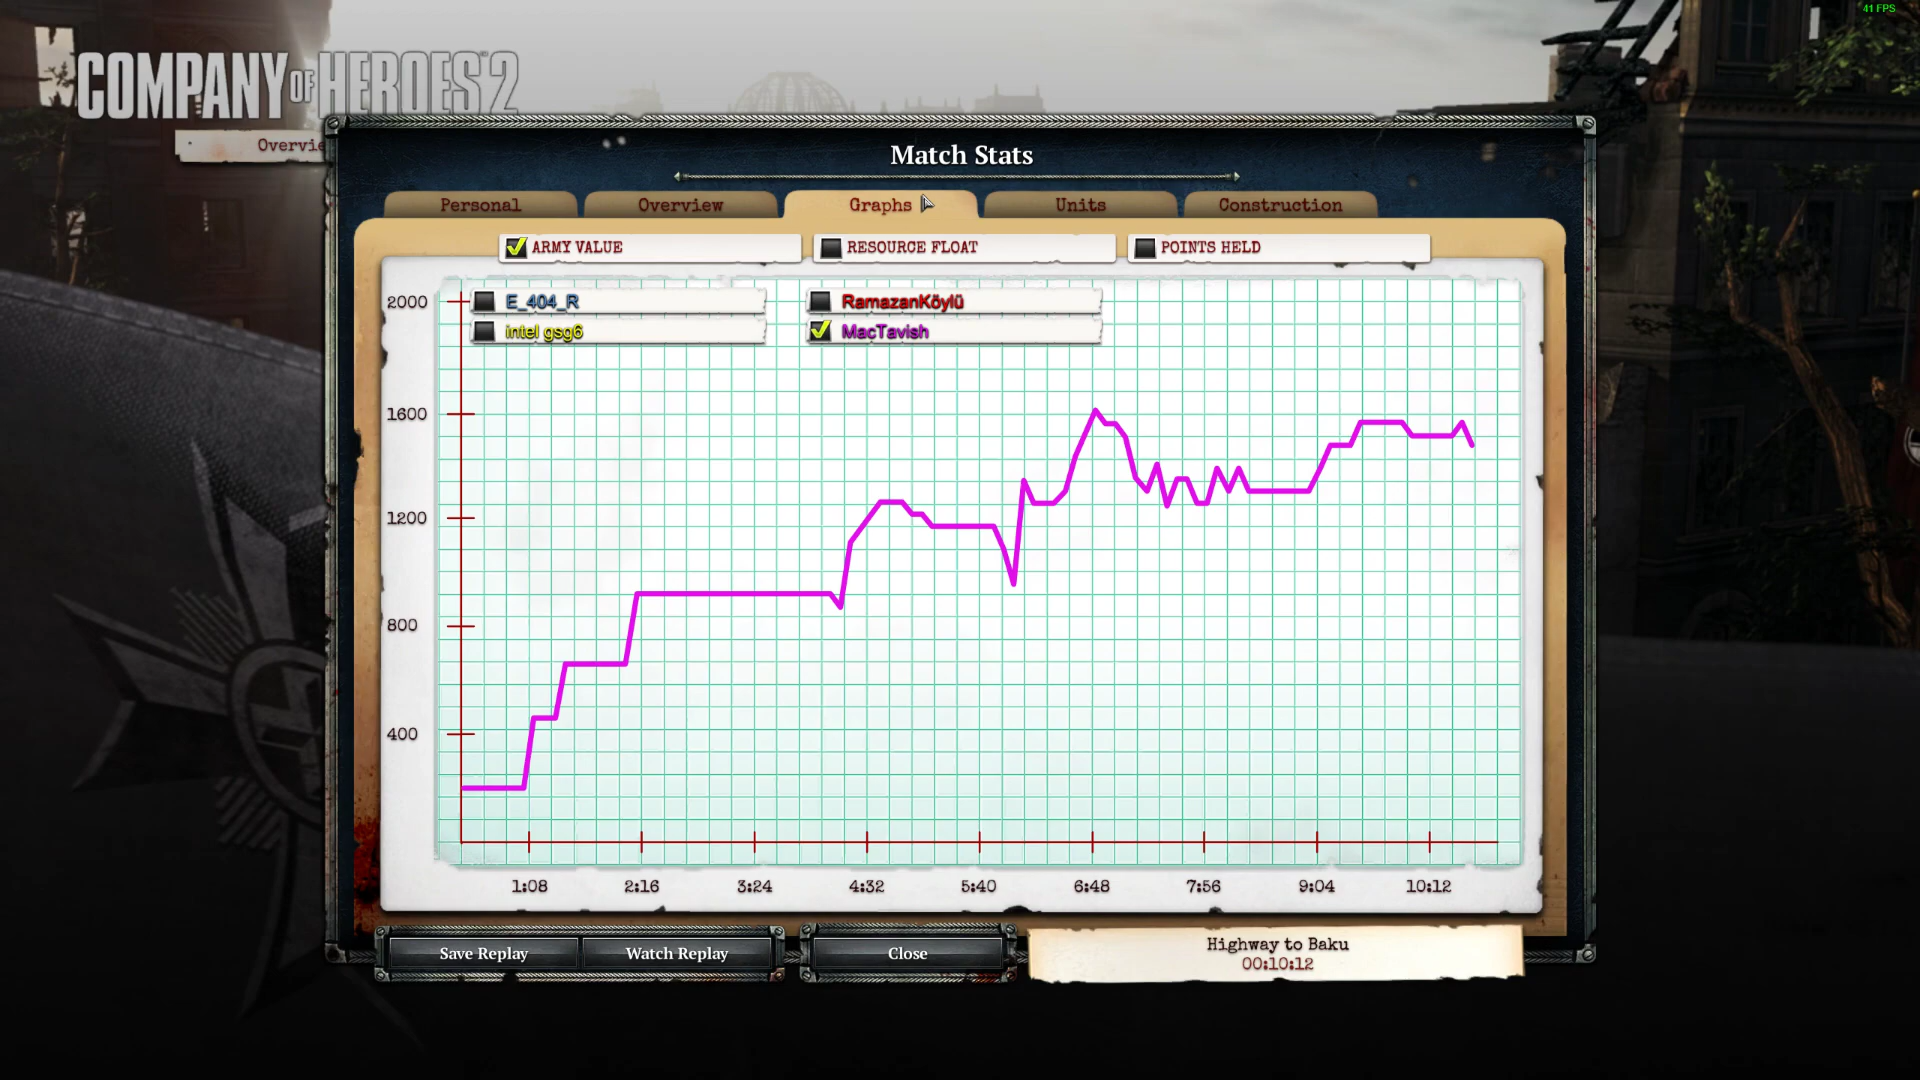 41 FPS
COMPANY OF HEROES 2
Overvie
Match Stats
Personal
Overview
Graphs
Units
Construction
ARMY VALUE
RESOURCE FLOAT
POINTS HELD
2000
E_404_R
RamazanKöylü
intel gsg6
MacTavish
1600
1200
800
400
1:08
2:16
3:24
4:32
5:40
6:48
7:56
9:04
10:12
Save Replay
Watch Replay
Close
Highway to Baku
00:10:12